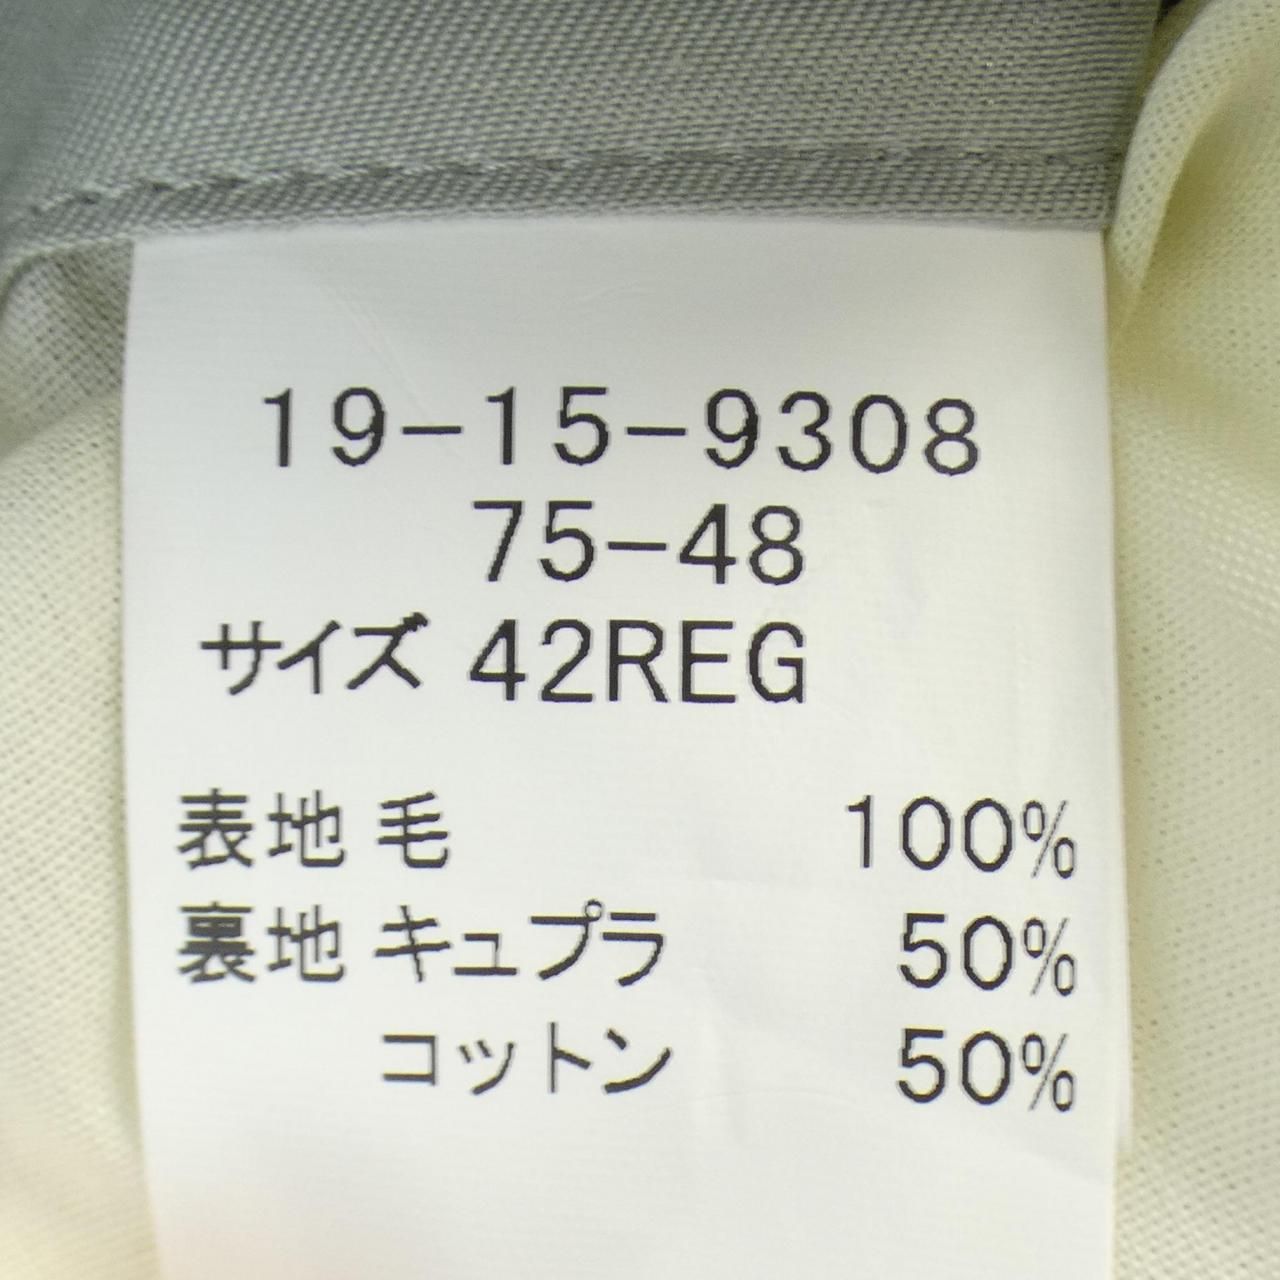 19-15-9308
75-48
サイズ 42REG
表地 毛 100%
裏地 キュプラ 50%
コットン 50%